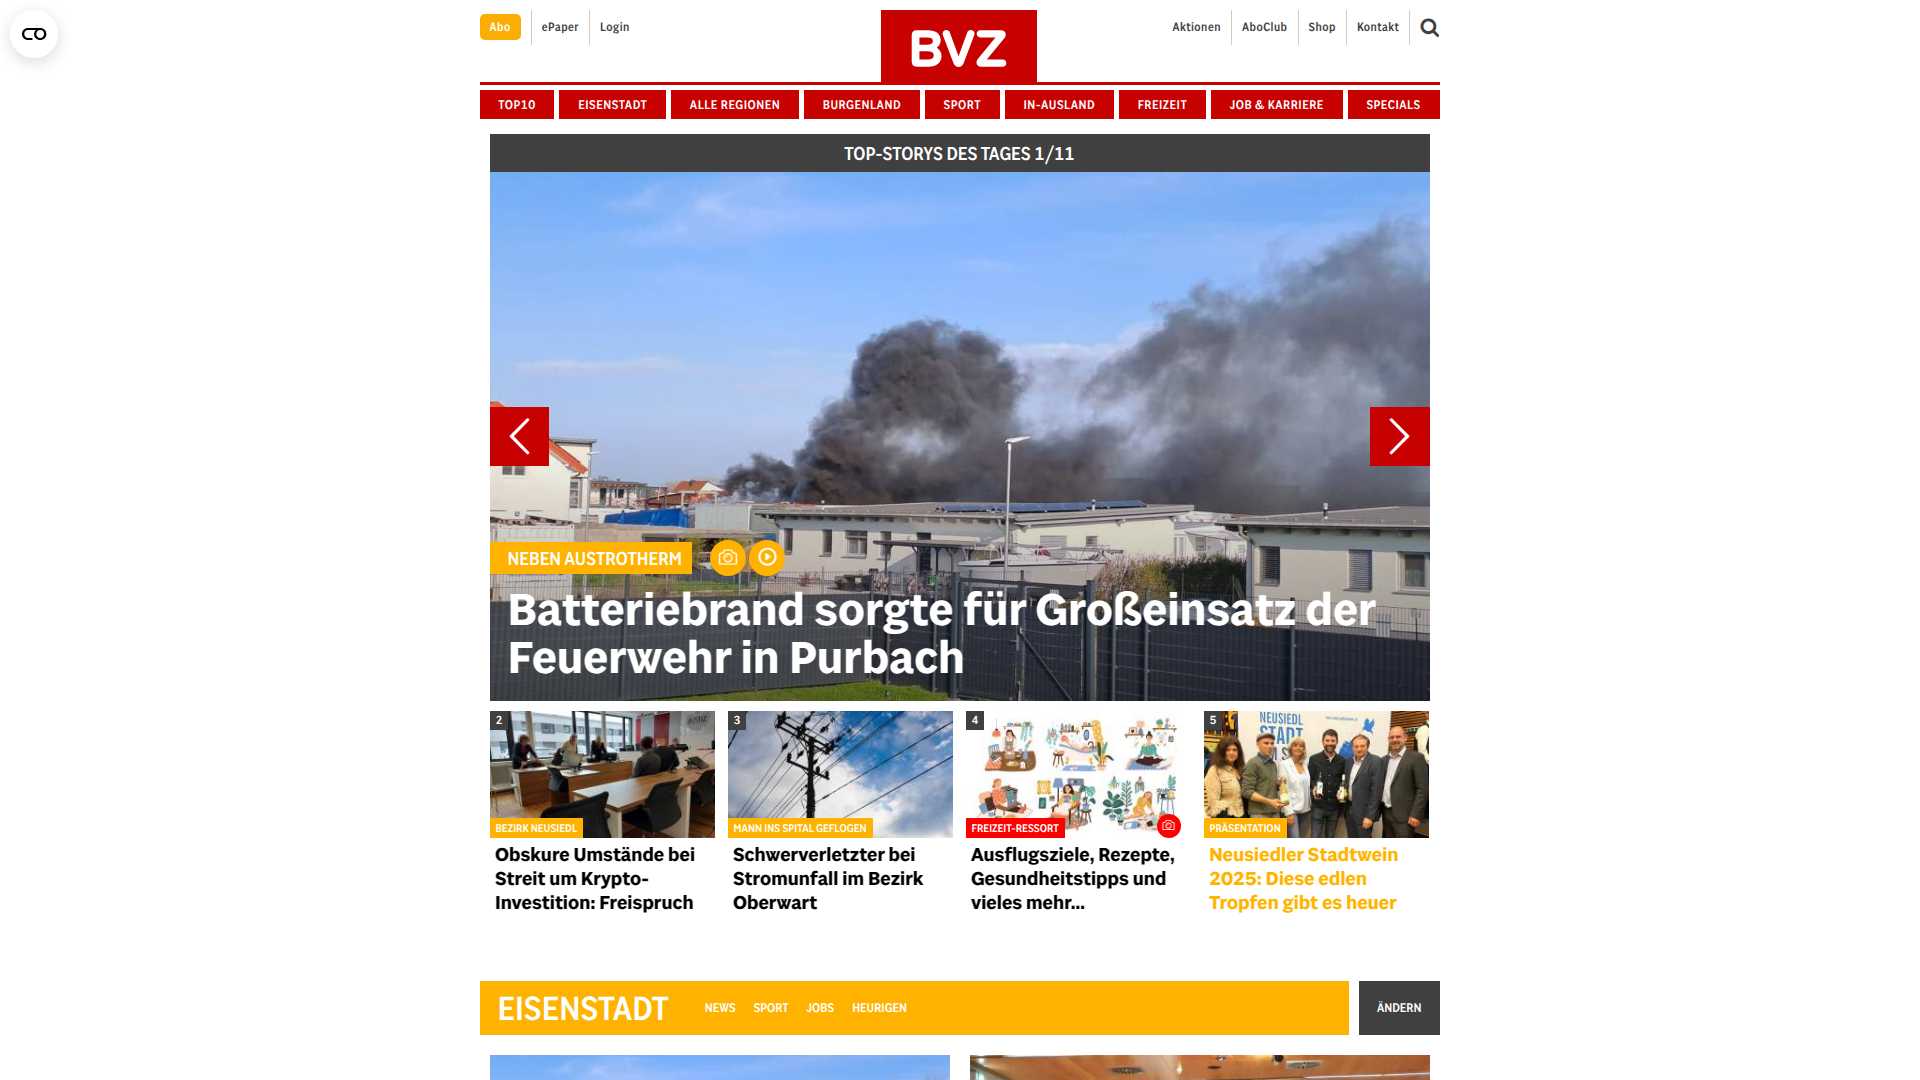 Abo
ePaper
Login
BVZ
Aktionen
AboClub
Shop
Kontakt
TOP10
EISENSTADT
ALLE REGIONEN
BURGENLAND
SPORT
IN-AUSLAND
FREIZEIT
JOB & KARRIERE
SPECIALS
TOP-STORYS DES TAGES 1/11
NEBEN AUSTROTHERM
Batteriebrand sorgte für Großeinsatz der
Feuerwehr in Purbach
2
BEZIRK NEUSIEDL
Obskure Umstände bei
Streit um Krypto-
Investition: Freispruch
3
MANN INS SPITAL GEFLOGEN
Schwerverletzter bei
Stromunfall im Bezirk
Oberwart
4
FREIZEIT-RESSORT
Ausflugsziele, Rezepte,
Gesundheitstipps und
vieles mehr...
5
NEUSIEDL
STADT
PRÄSENTATION
Neusiedler Stadtwein
2025: Diese edlen
Tropfen gibt es heuer
EISENSTADT
NEWS
SPORT
JOBS
HEURIGEN
ÄNDERN